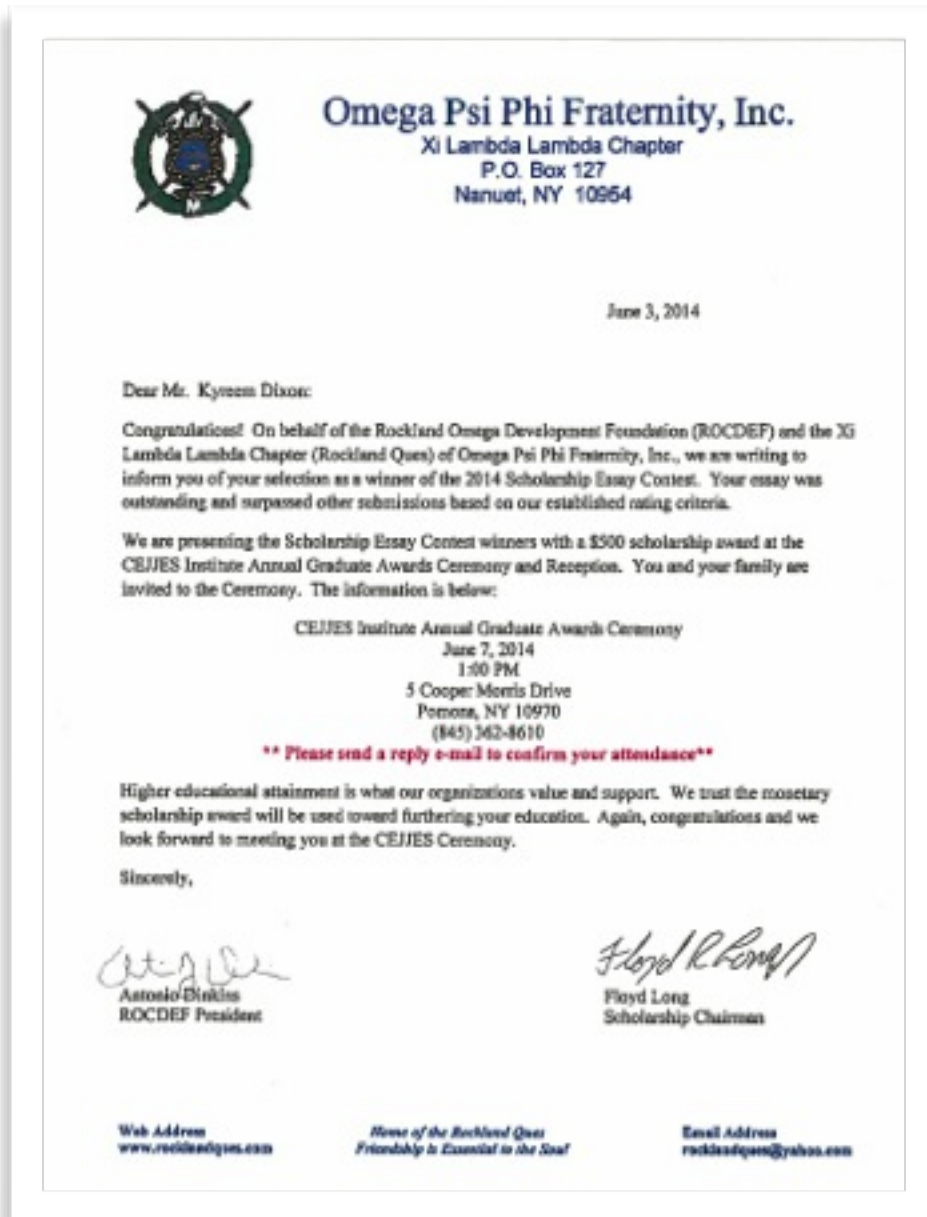 Omega Psi Phi Fraternity, Inc.
Xi Lambda Lambda Chapter
P.O. Box 127
Nanuet, NY 10954
June 3, 2014
Dear Mr. Kyreem Dixon:
Congratulations! On behalf of the Rockland Omega Development Foundation (ROCDEF) and the Xi
Lambda Lambda Chapter (Rockland Ques) of Omega Psi Phi Fraternity, Inc., we are writing to
inform you of your selection as a winner of the 2014 Scholarship Essay Contest. Your essay was
outstanding and surpassed other submissions based on our established rating criteria.
We are presenting the Scholarship Essay Contest winners with a $500 scholarship award at the
CEJJES Institute Annual Graduate Awards Ceremony and Reception. You and your family are
invited to the Ceremony. The information is below:
CEJJES Institute Annual Graduate Awards Ceremony
June 7, 2014
1:00 PM
5 Cooper Morris Drive
Pomona, NY 10970
(845) 362-8610
** Please send a reply e-mail to confirm your attendance**
Higher educational attainment is what our organizations value and support. We trust the monetary
scholarship award will be used toward furthering your education. Again, congratulations and we
look forward to meeting you at the CEJJES Ceremony.
Sincerely,
Floyd R Long
Antonio Dinkins
ROCDEF President
Floyd Long
Scholarship Chairman
Web Address
www.rocklandques.com
Home of the Rockland Ques
Friendship is Essential to the Soul
Email Address
rocklandques@yahoo.com